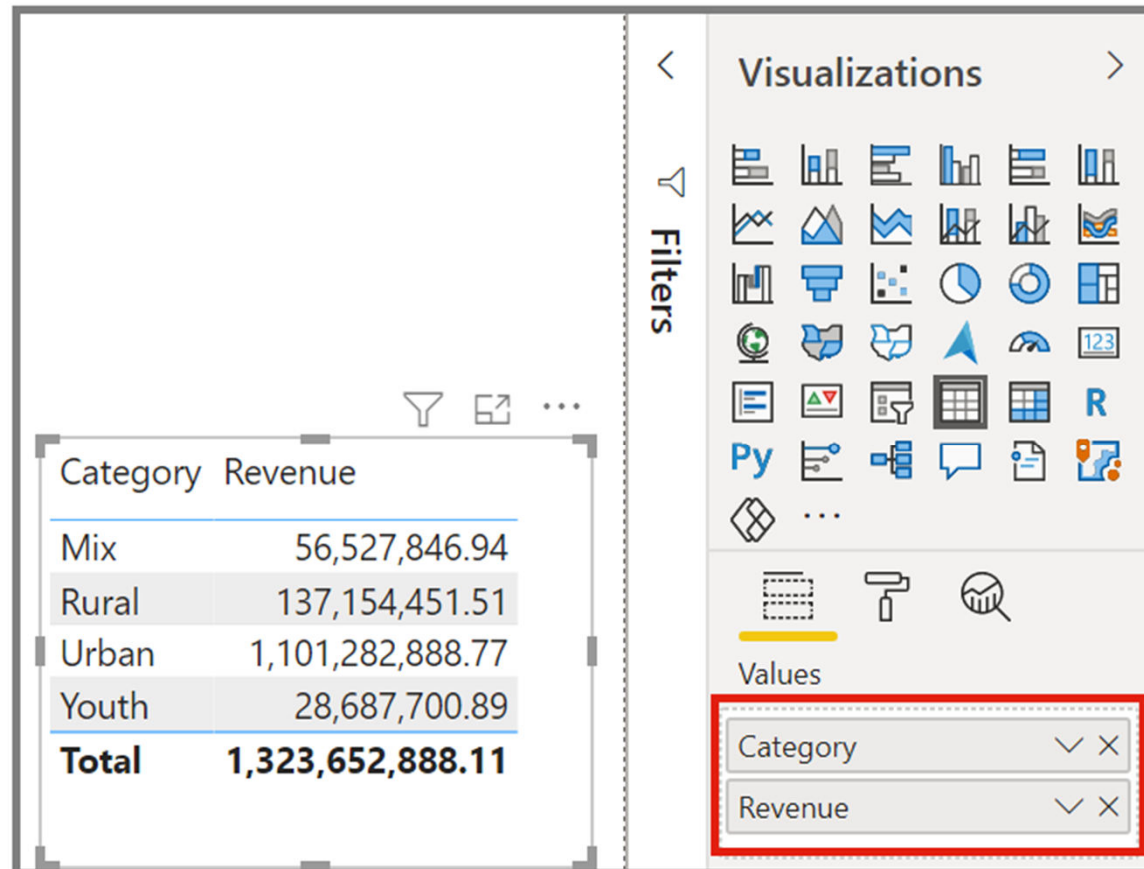 Visualizations
Filters
123
R
Py
Category Revenue
Mix 56,527,846.94
Rural 137,154,451.51
Urban 1,101,282,888.77
Youth 28,687,700.89
Total 1,323,652,888.11
Values
Category
Revenue